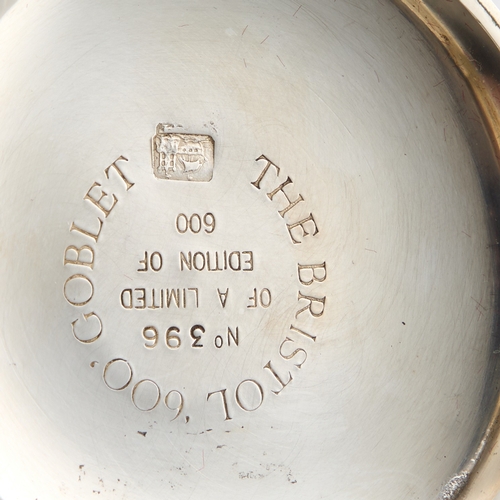 THE BRISTOL '600' GOBLET
Nº 396
OF A LIMITED
EDITION OF
600